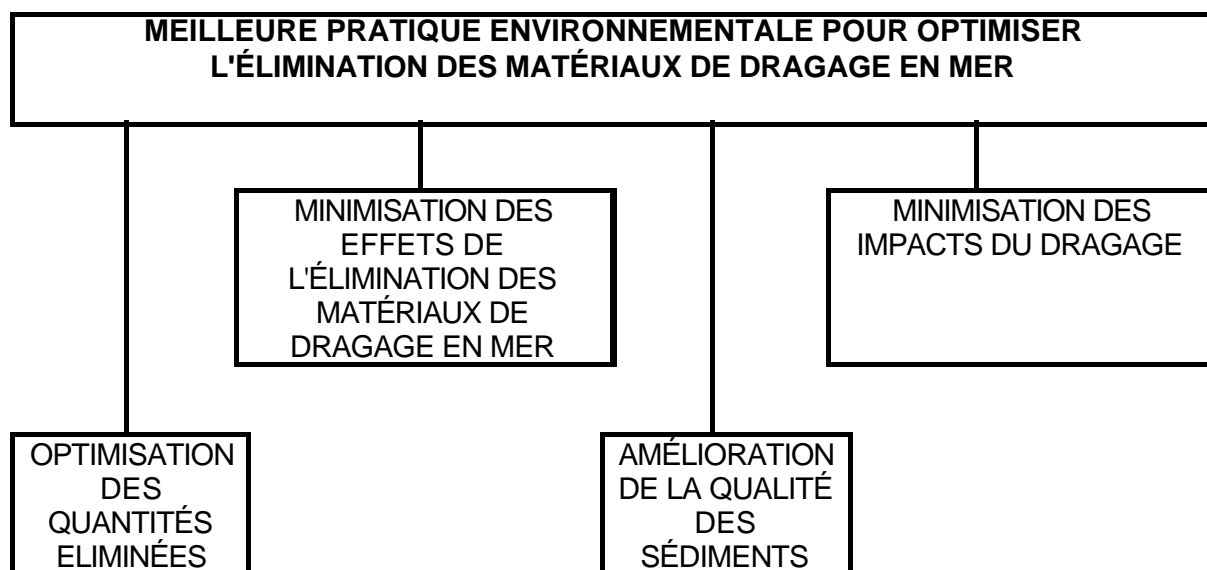 MEILLEURE PRATIQUE ENVIRONNEMENTALE POUR OPTIMISER
L'ÉLIMINATION DES MATÉRIAUX DE DRAGAGE EN MER
MINIMISATION DES
EFFETS DE
L'ÉLIMINATION DES
MATÉRIAUX DE
DRAGAGE EN MER
MINIMISATION DES
IMPACTS DU DRAGAGE
OPTIMISATION
DES
QUANTITÉS
ELIMINÉES
AMÉLIORATION
DE LA QUALITÉ
DES
SÉDIMENTS